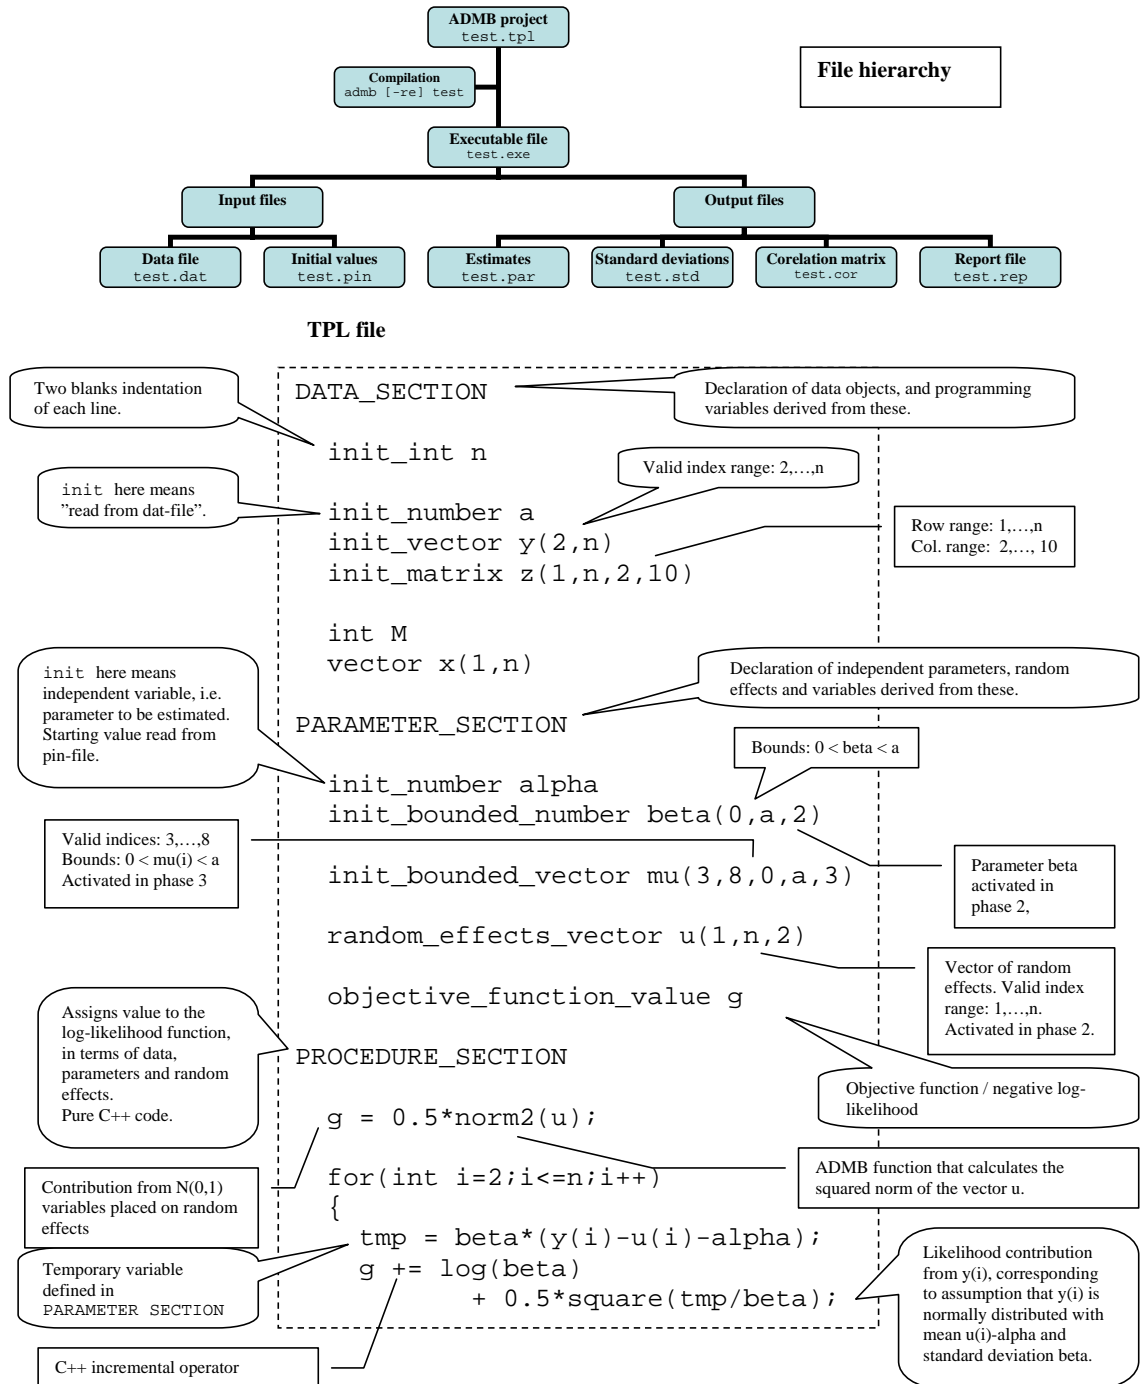 ADMB project
test.tpl
File hierarchy
Compilation
admb [-re] test
Executable file
test.exe
Input files
Output files
Data file
test.dat
Initial values
test.pin
Estimates
test.par
Standard deviations
test.std
Corelation matrix
test.cor
Report file
test.rep
TPL file
Two blanks indentation
of each line.
DATA_SECTION
Declaration of data objects, and programming
variables derived from these.
init_int n
Valid index range: 2,…,n
init here means
”read from dat-file”.
init_number a
init_vector y(2,n)
init_matrix z(1,n,2,10)
Row range: 1,…,n
Col. range: 2,…, 10
int M
vector x(1,n)
init here means
independent variable, i.e.
parameter to be estimated.
Starting value read from
pin-file.
Declaration of independent parameters, random
effects and variables derived from these.
PARAMETER_SECTION
Bounds: 0 < beta < a
init_number alpha
init_bounded_number beta(0,a,2)
Valid indices: 3,…,8
Bounds: 0 < mu(i) < a
Activated in phase 3
Parameter beta
activated in
phase 2,
init_bounded_vector mu(3,8,0,a,3)
random_effects_vector u(1,n,2)
Vector of random
effects. Valid index
range: 1,…,n.
Activated in phase 2.
objective_function_value g
Assigns value to the
log-likelihood function,
in terms of data,
parameters and random
effects.
Pure C++ code.
PROCEDURE_SECTION
Objective function / negative log-
likelihood
g = 0.5*norm2(u);
ADMB function that calculates the
squared norm of the vector u.
Contribution from N(0,1)
variables placed on random
effects
for(int i=2;i<=n;i++)
{
tmp = beta*(y(i)-u(i)-alpha);
g += log(beta)
+ 0.5*square(tmp/beta);
Temporary variable
defined in
PARAMETER SECTION
Likelihood contribution
from y(i), corresponding
to assumption that y(i) is
normally distributed with
mean u(i)-alpha and
standard deviation beta.
C++ incremental operator